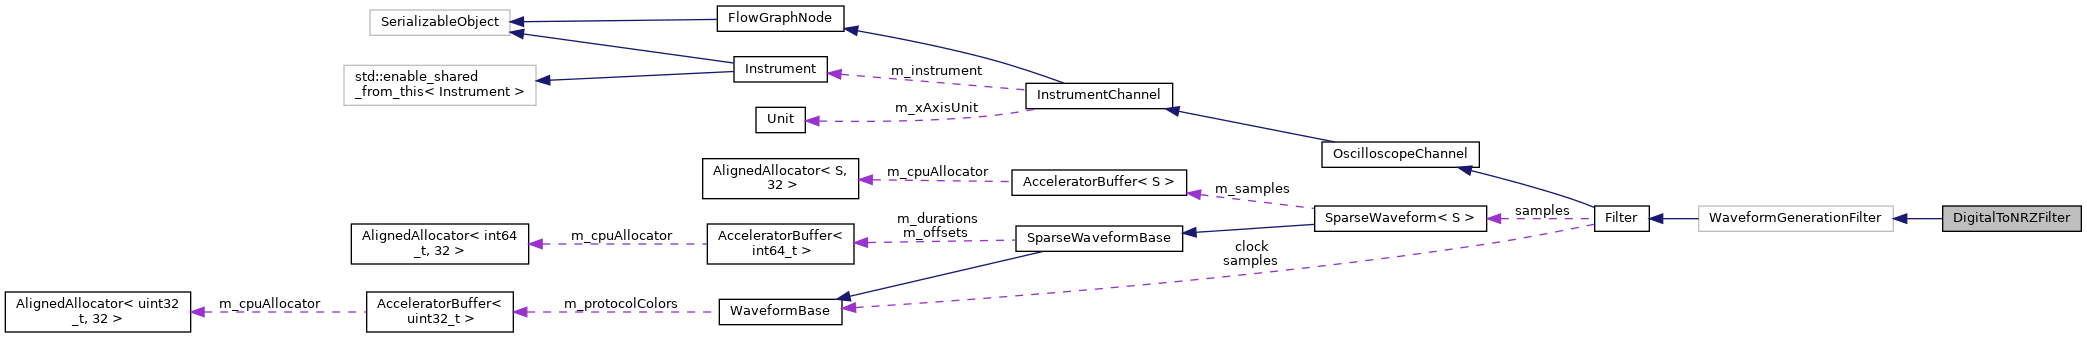 SerializableObject
FlowGraphNode
std::enable_shared
_from_this< Instrument >
Instrument
m_instrument
InstrumentChannel
Unit
m_xAxisUnit
OscilloscopeChannel
AlignedAllocator< S,
32 >
m_cpuAllocator
AcceleratorBuffer< S >
m_samples
SparseWaveform< S >
samples
Filter
WaveformGenerationFilter
DigitalToNRZFilter
AlignedAllocator< int64
_t, 32 >
m_cpuAllocator
AcceleratorBuffer<
int64_t >
m_durations
m_offsets
SparseWaveformBase
clock
samples
AlignedAllocator< uint32
_t, 32 >
m_cpuAllocator
AcceleratorBuffer<
uint32_t >
m_protocolColors
WaveformBase